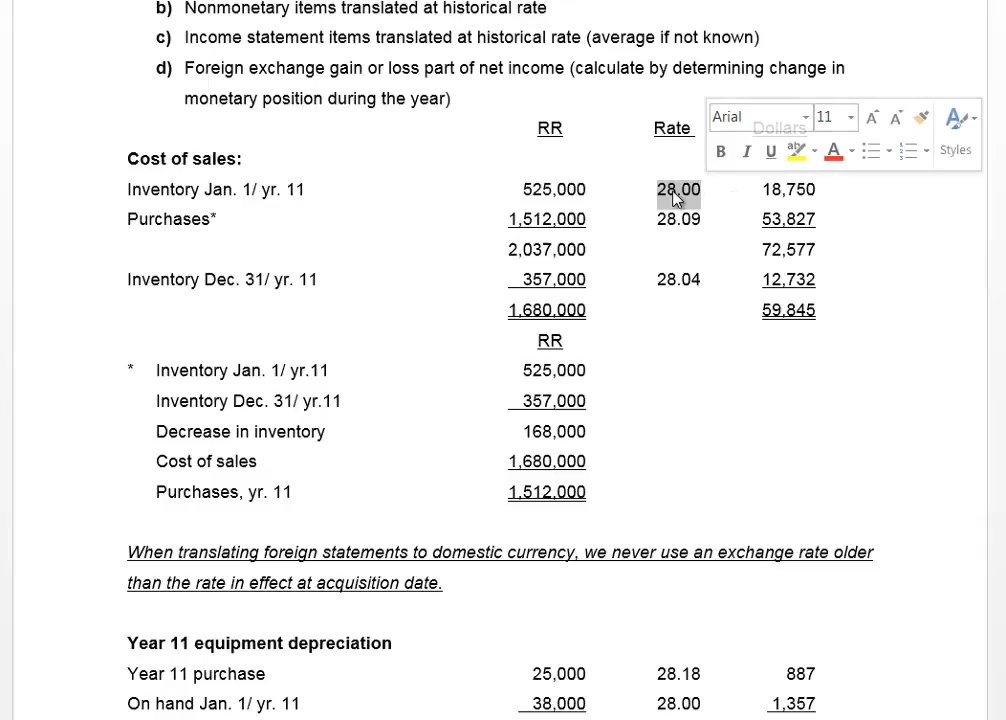 b) Nonmonetary items translated at historical rate
c) Income statement items translated at historical rate (average if not known)
d) Foreign exchange gain or loss part of net income (calculate by determining change in
monetary position during the year)
Arial 11 A A A
RR Rate Dollars
B I U ab A Styles
Cost of sales:
Inventory Jan. 1/ yr. 11 525,000 28.00 18,750
Purchases* 1,512,000 28.09 53,827
2,037,000 72,577
Inventory Dec. 31/ yr. 11 357,000 28.04 12,732
1,680,000 59,845
RR
* Inventory Jan. 1/ yr.11 525,000
Inventory Dec. 31/ yr.11 357,000
Decrease in inventory 168,000
Cost of sales 1,680,000
Purchases, yr. 11 1,512,000
When translating foreign statements to domestic currency, we never use an exchange rate older
than the rate in effect at acquisition date.
Year 11 equipment depreciation
Year 11 purchase 25,000 28.18 887
On hand Jan. 1/ yr. 11 38,000 28.00 1,357